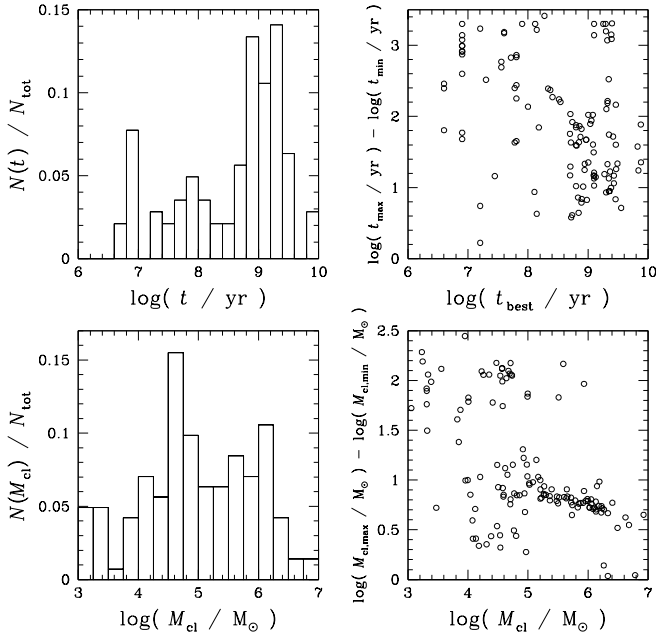 N(t) / N_tot
0.15
0.1
0.05
0
6 7 8 9 10
log( t / yr )
log( t_max / yr ) − log( t_min / yr )
3
2
1
0
6 7 8 9 10
log( t_best / yr )
N(M_cl) / N_tot
0.15
0.1
0.05
0
3 4 5 6 7
log( M_cl / M_⊙ )
log( M_cl,max / M_⊙ ) − log( M_cl,min / M_⊙ )
2.5
2
1.5
1
0.5
0
3 4 5 6 7
log( M_cl / M_⊙ )